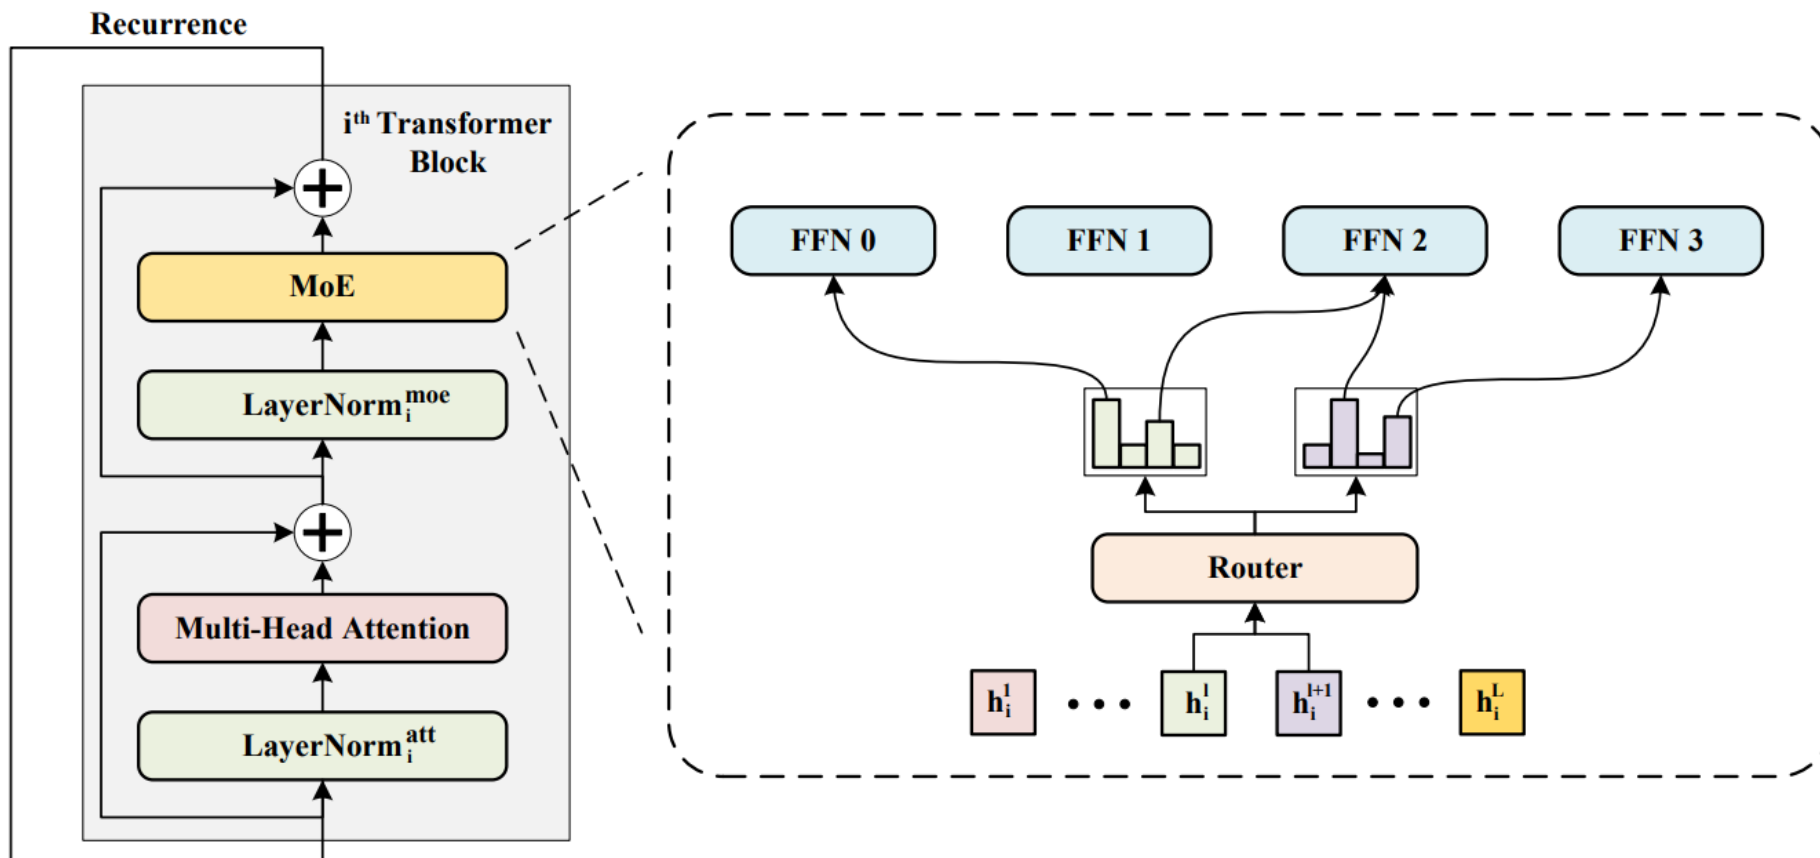 Recurrence
iᵗʰ Transformer
Block
MoE
LayerNormᵢᵐᵒᵉ
Multi-Head Attention
LayerNormᵢᵃᵗᵗ
FFN 0
FFN 1
FFN 2
FFN 3
Router
hᵢ¹ • • • hᵢˡ hᵢˡ⁺¹ • • • hᵢᴸ